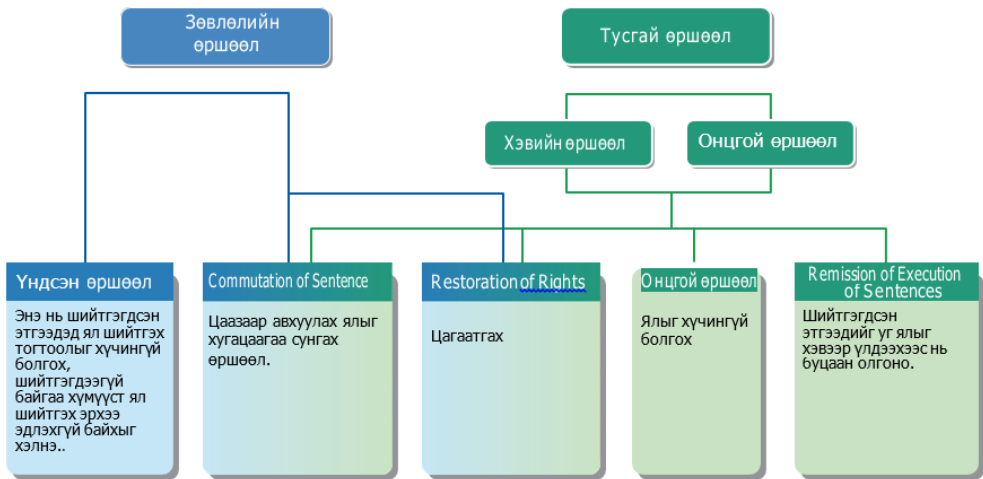 Зөвлөлийн
өршөөл
Тусгай өршөөл
Хэвийн өршөөл
Онцгой өршөөл
Үндсэн өршөөл
Энэ нь шийтгэгдсэн
этгээдэд ял шийтгэх
тогтоолыг хүчингүй
болгох,
шийтгэгдээгүй
байгаа хүмүүст ял
шийтгэх эрхээ
эдлэхгүй байхыг
хэлнэ..
Commutation of Sentence
Цаазаар авхуулах ялыг
хугацаагаа сунгах
өршөөл.
Restoration of Rights
Цагаатгах
Онцгой өршөөл
Ялыг хүчингүй
болгох
Remission of Execution
of Sentences
Шийтгэгдсэн
этгээдийг уг ялыг
хэвээр үлдээхээс нь
буцаан олгоно.